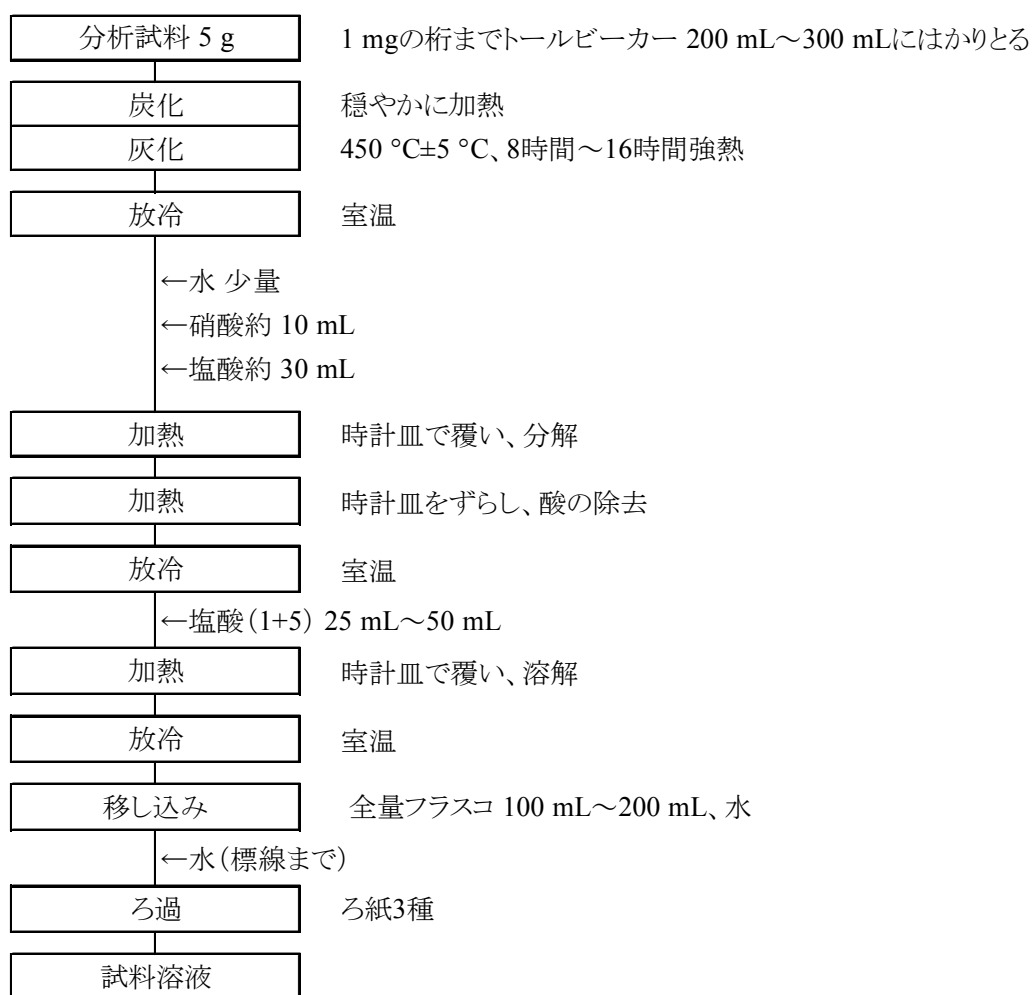 分析試料 5 g 1 mgの桁までトールビーカー 200 mL～300 mLにはかりとる
炭化 穏やかに加熱
灰化 450 °C±5 °C、8時間～16時間強熱
放冷 室温
←水 少量
←硝酸約 10 mL
←塩酸約 30 mL
加熱 時計皿で覆い、分解
加熱 時計皿をずらし、酸の除去
放冷 室温
←塩酸（1+5） 25 mL～50 mL
加熱 時計皿で覆い、溶解
放冷 室温
移し込み 全量フラスコ 100 mL～200 mL、水
←水（標線まで）
ろ過 ろ紙3種
試料溶液